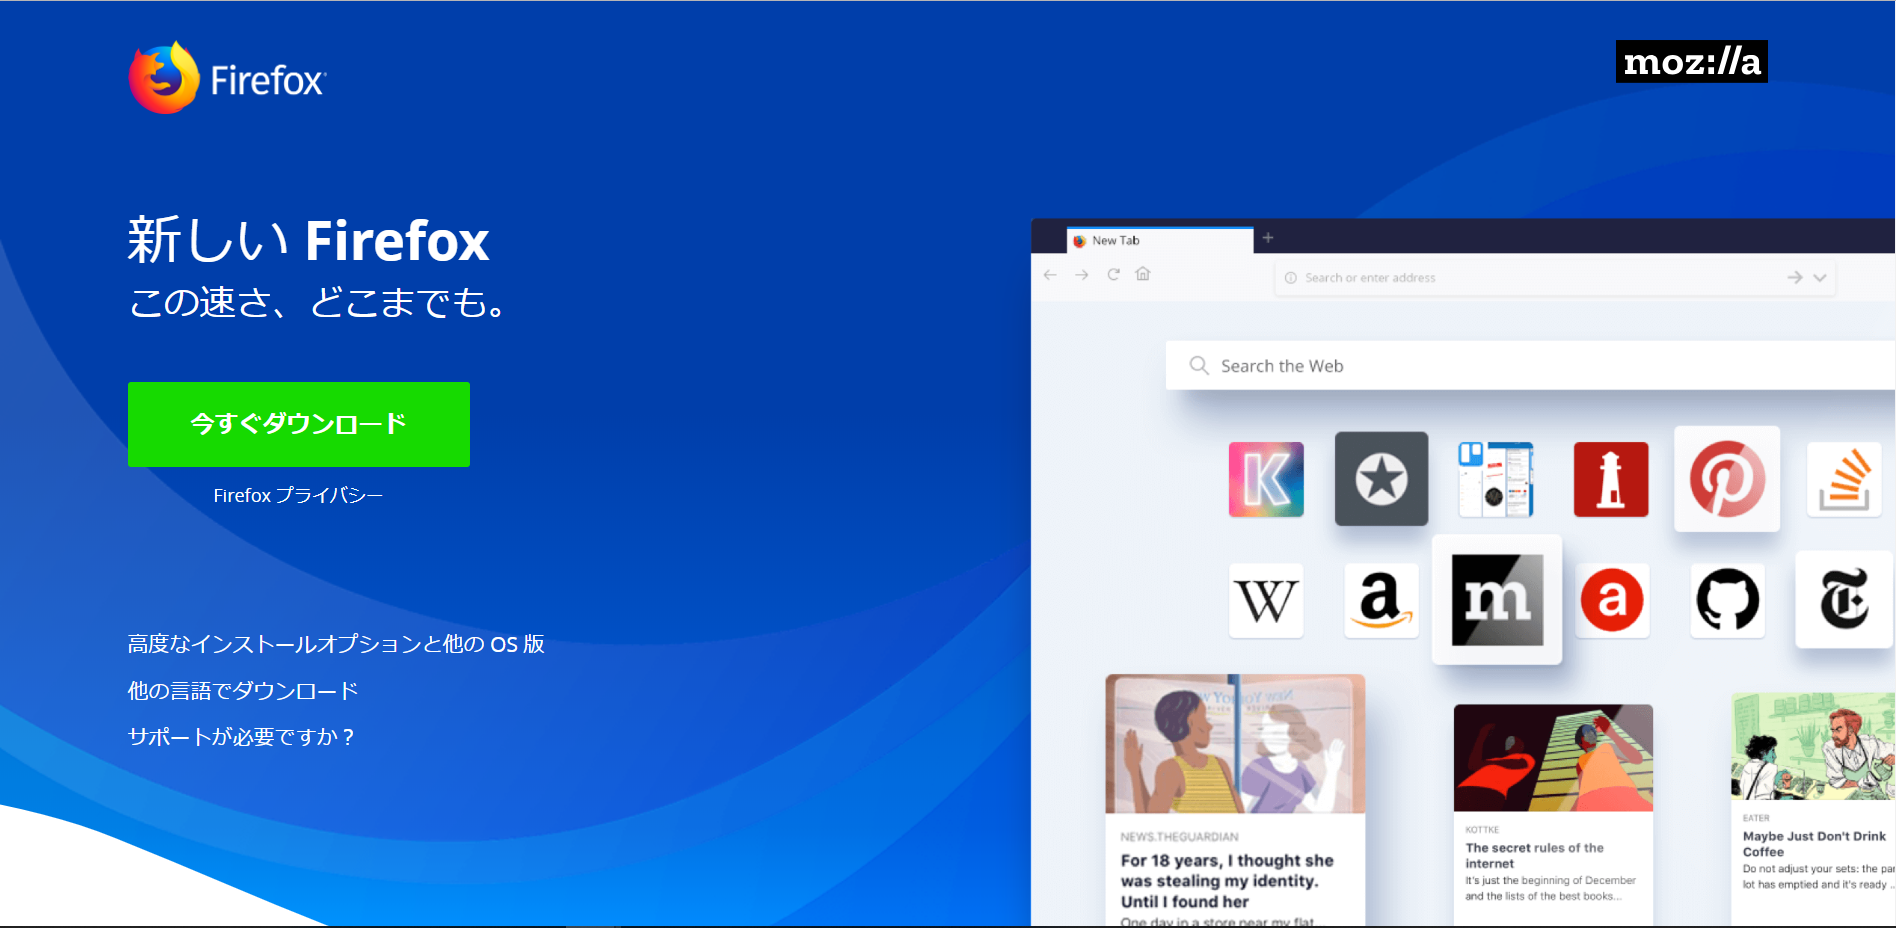 Firefox
moz://a
新しい Firefox
この速さ、どこまでも。
今すぐダウンロード
Firefox プライバシー
高度なインストールオプションと他の OS 版
他の言語でダウンロード
サポートが必要ですか？
New Tab
Search or enter address
Search the Web
K
W
a
m
a
NEWS.THEGUARDIAN
For 18 years, I thought she
was stealing my identity.
Until I found her
One day in a store near my flat...
KOTTKE
The secret rules of the
internet
It's just the beginning of December
and the lists of the best books...
EATER
Maybe Just Don't Drink
Coffee
Do not adjust your sets: the par
lot has emptied and it's ready ..